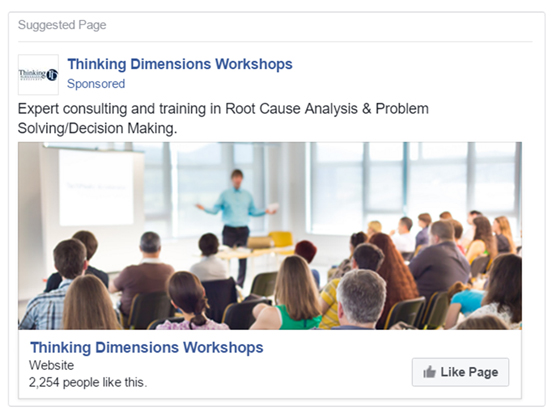 Suggested Page
Thinking Dimensions Workshops
Sponsored
Thinking
Expert consulting and training in Root Cause Analysis & Problem
Solving/Decision Making.
Thinking Dimensions Workshops
Website
2,254 people like this.
Like Page